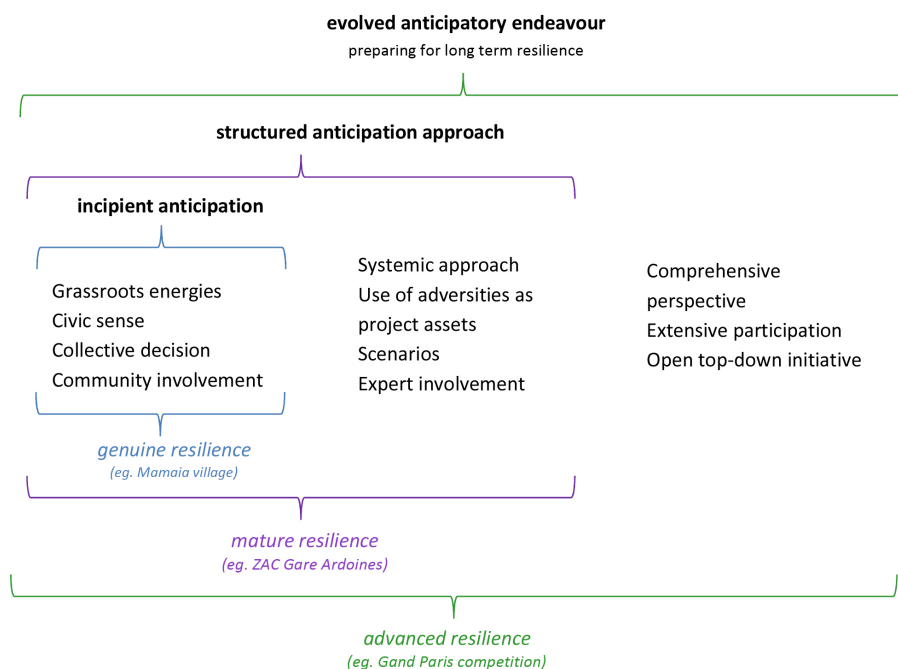 evolved anticipatory endeavour
preparing for long term resilience
structured anticipation approach
incipient anticipation
Grassroots energies
Civic sense
Collective decision
Community involvement
Systemic approach
Use of adversities as
project assets
Scenarios
Expert involvement
Comprehensive
perspective
Extensive participation
Open top-down initiative
genuine resilience
(eg. Mamaia village)
mature resilience
(eg. ZAC Gare Ardoines)
advanced resilience
(eg. Gand Paris competition)